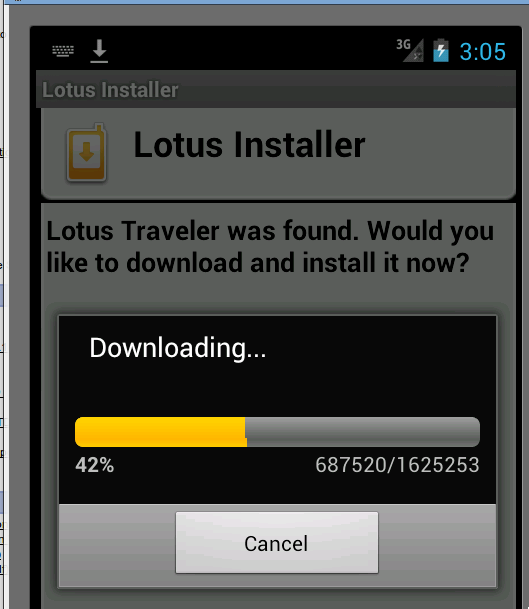 3G 3:05
Lotus Installer
Lotus Installer
Lotus Traveler was found. Would you
like to download and install it now?
Downloading...
42% 687520/1625253
Cancel